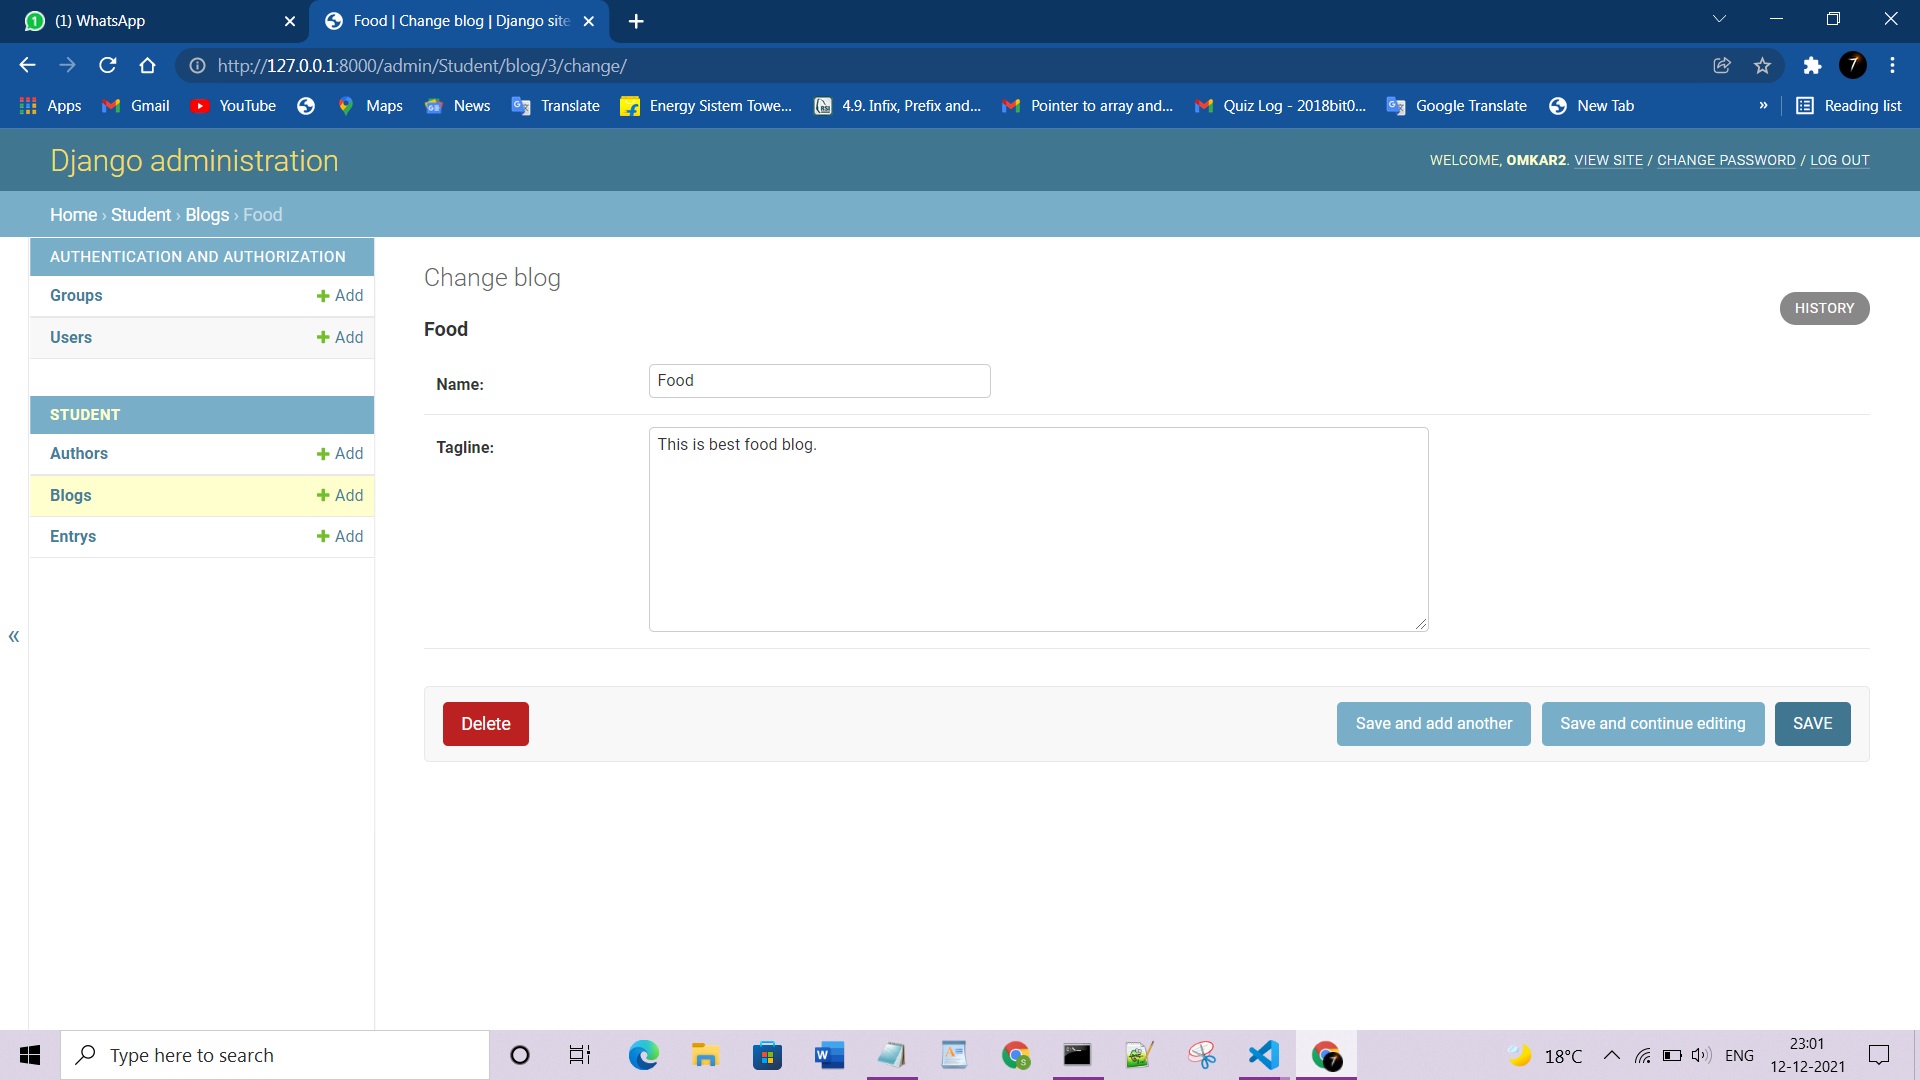 (1) WhatsApp
Food | Change blog | Django site
http://127.0.0.1:8000/admin/Student/blog/3/change/
Apps Gmail YouTube Maps News Translate Energy Sistem Towe... 4.9. Infix, Prefix and... Pointer to array and... Quiz Log - 2018bit0... Google Translate New Tab » Reading list
Django administration
WELCOME, OMKAR2. VIEW SITE / CHANGE PASSWORD / LOG OUT
Home › Student › Blogs › Food
AUTHENTICATION AND AUTHORIZATION
Groups + Add
Users + Add
STUDENT
Authors + Add
Blogs + Add
Entrys + Add
«
Change blog
HISTORY
Food
Name: Food
Tagline: This is best food blog.
Delete Save and add another Save and continue editing SAVE
Type here to search
18°C ENG
23:01
12-12-2021